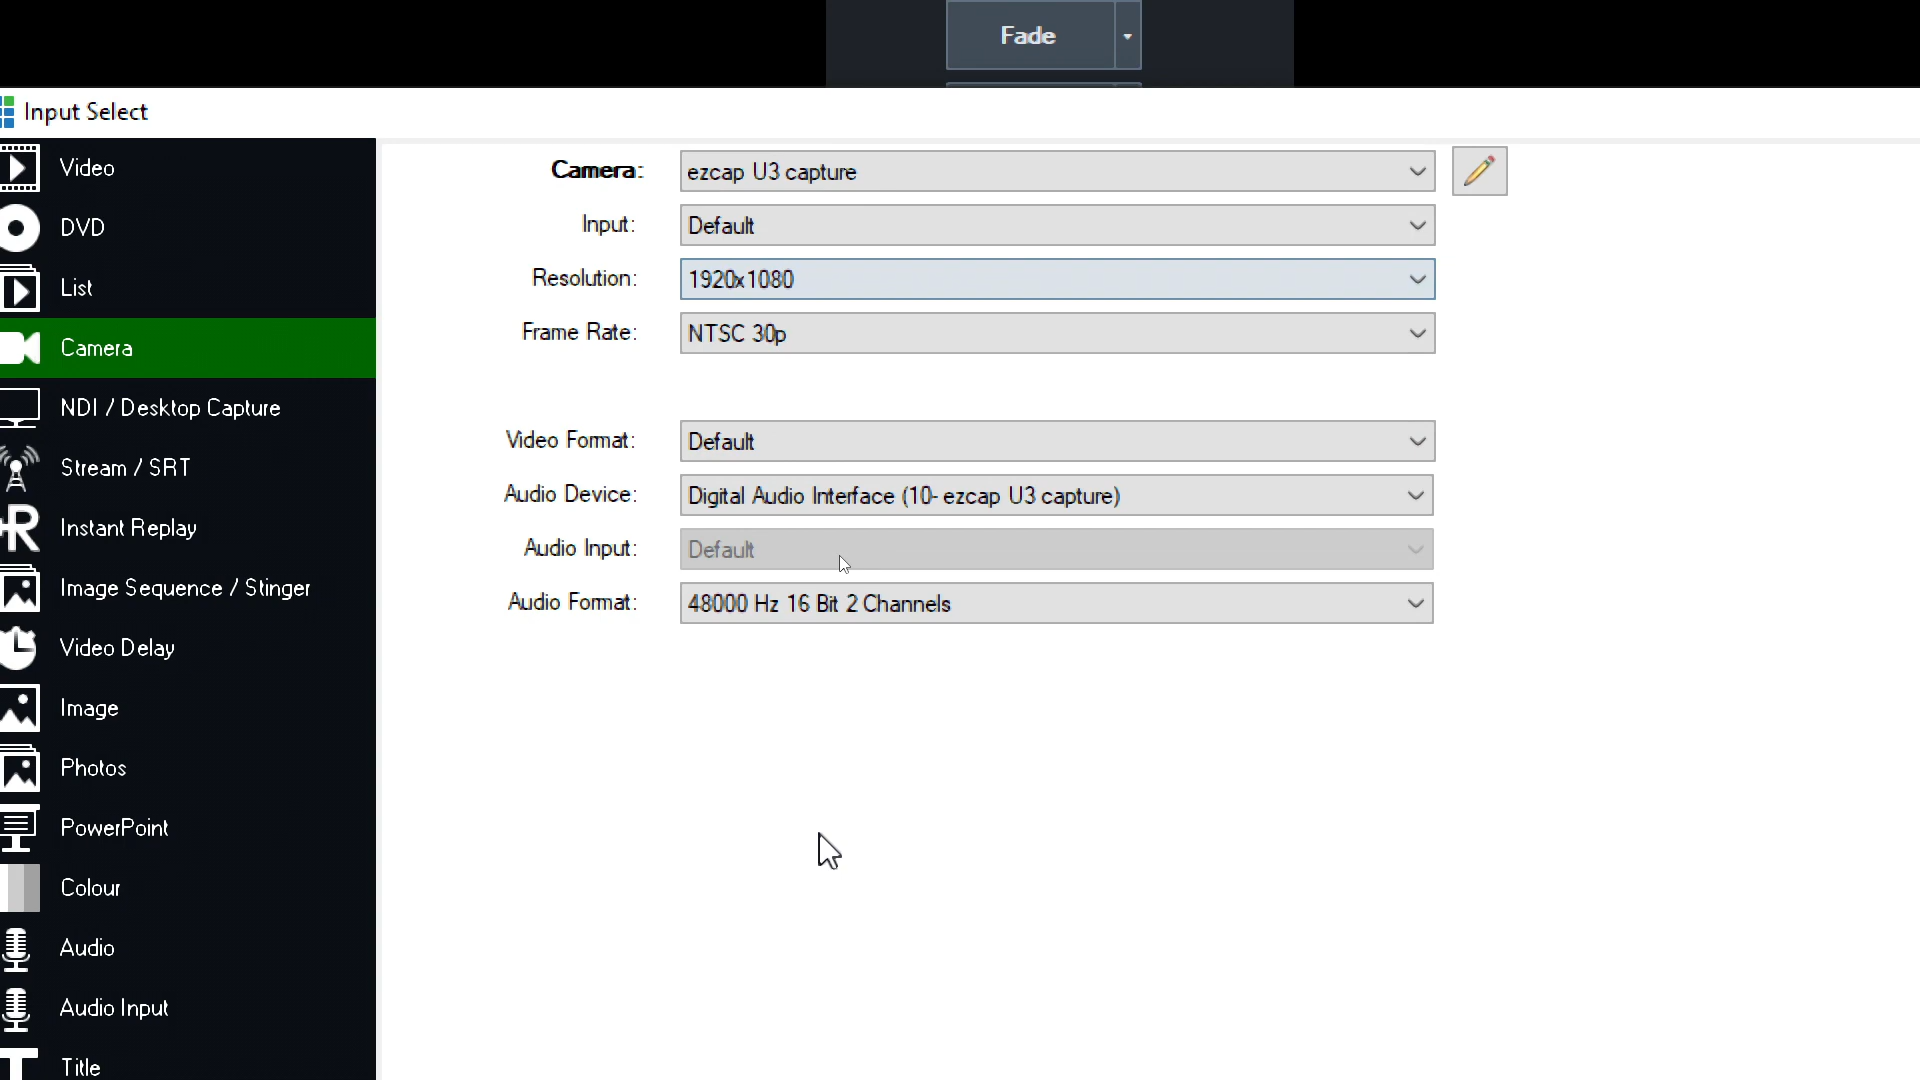 Fade
Input Select
Video
DVD
List
Camera
NDI / Desktop Capture
Stream / SRT
Instant Replay
Image Sequence / Stinger
Video Delay
Image
Photos
PowerPoint
Colour
Audio
Audio Input
Title
Camera: ezcap U3 capture
Input: Default
Resolution: 1920x1080
Frame Rate: NTSC 30p
Video Format: Default
Audio Device: Digital Audio Interface (10- ezcap U3 capture)
Audio Input: Default
Audio Format: 48000 Hz 16 Bit 2 Channels